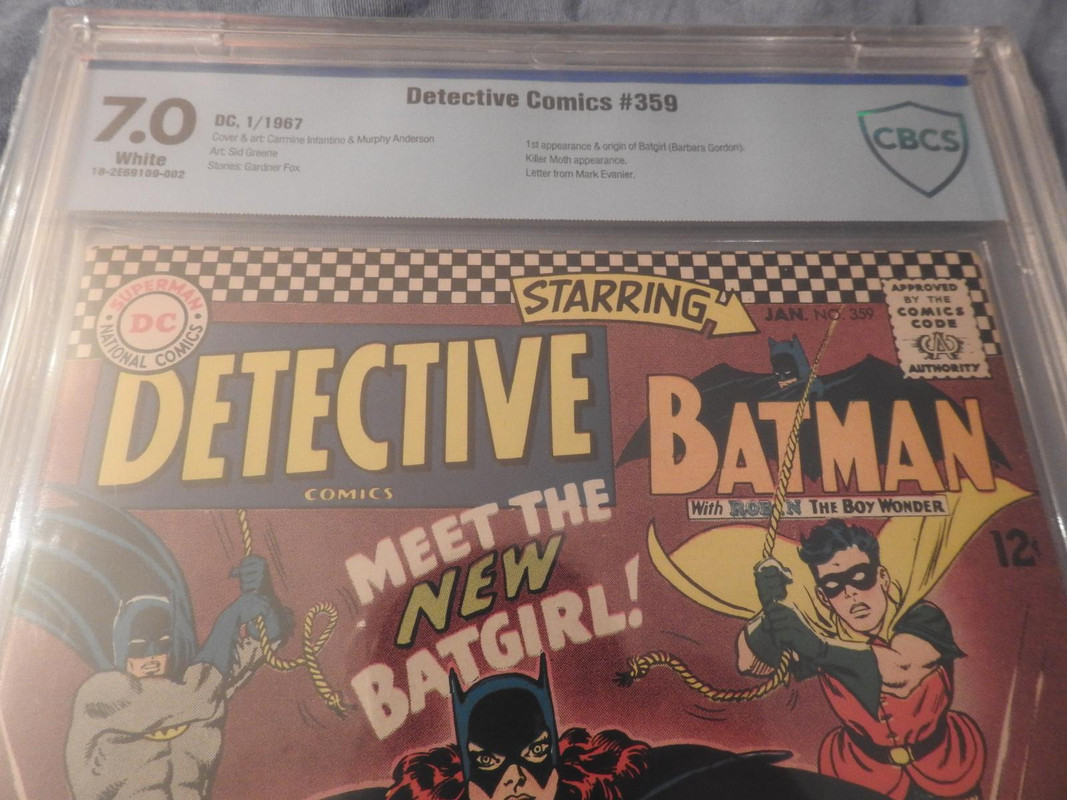 Detective Comics #359
7.0
White
18-2E69109-002
DC, 1/1967
Cover & art: Carmine Infantino & Murphy Anderson
Art: Sid Greene
Stories: Gardner Fox
1st appearance & origin of Batgirl (Barbara Gordon).
Killer Moth appearance.
Letter from Mark Evanier.
CBCS
SUPERMAN
DC
NATIONAL COMICS
STARRING
JAN. NO. 359
APPROVED
BY THE
COMICS
CODE
CA
AUTHORITY
DETECTIVE
COMICS
BATMAN
With ROBIN THE BOY WONDER
12¢
MEET THE
NEW
BATGIRL!